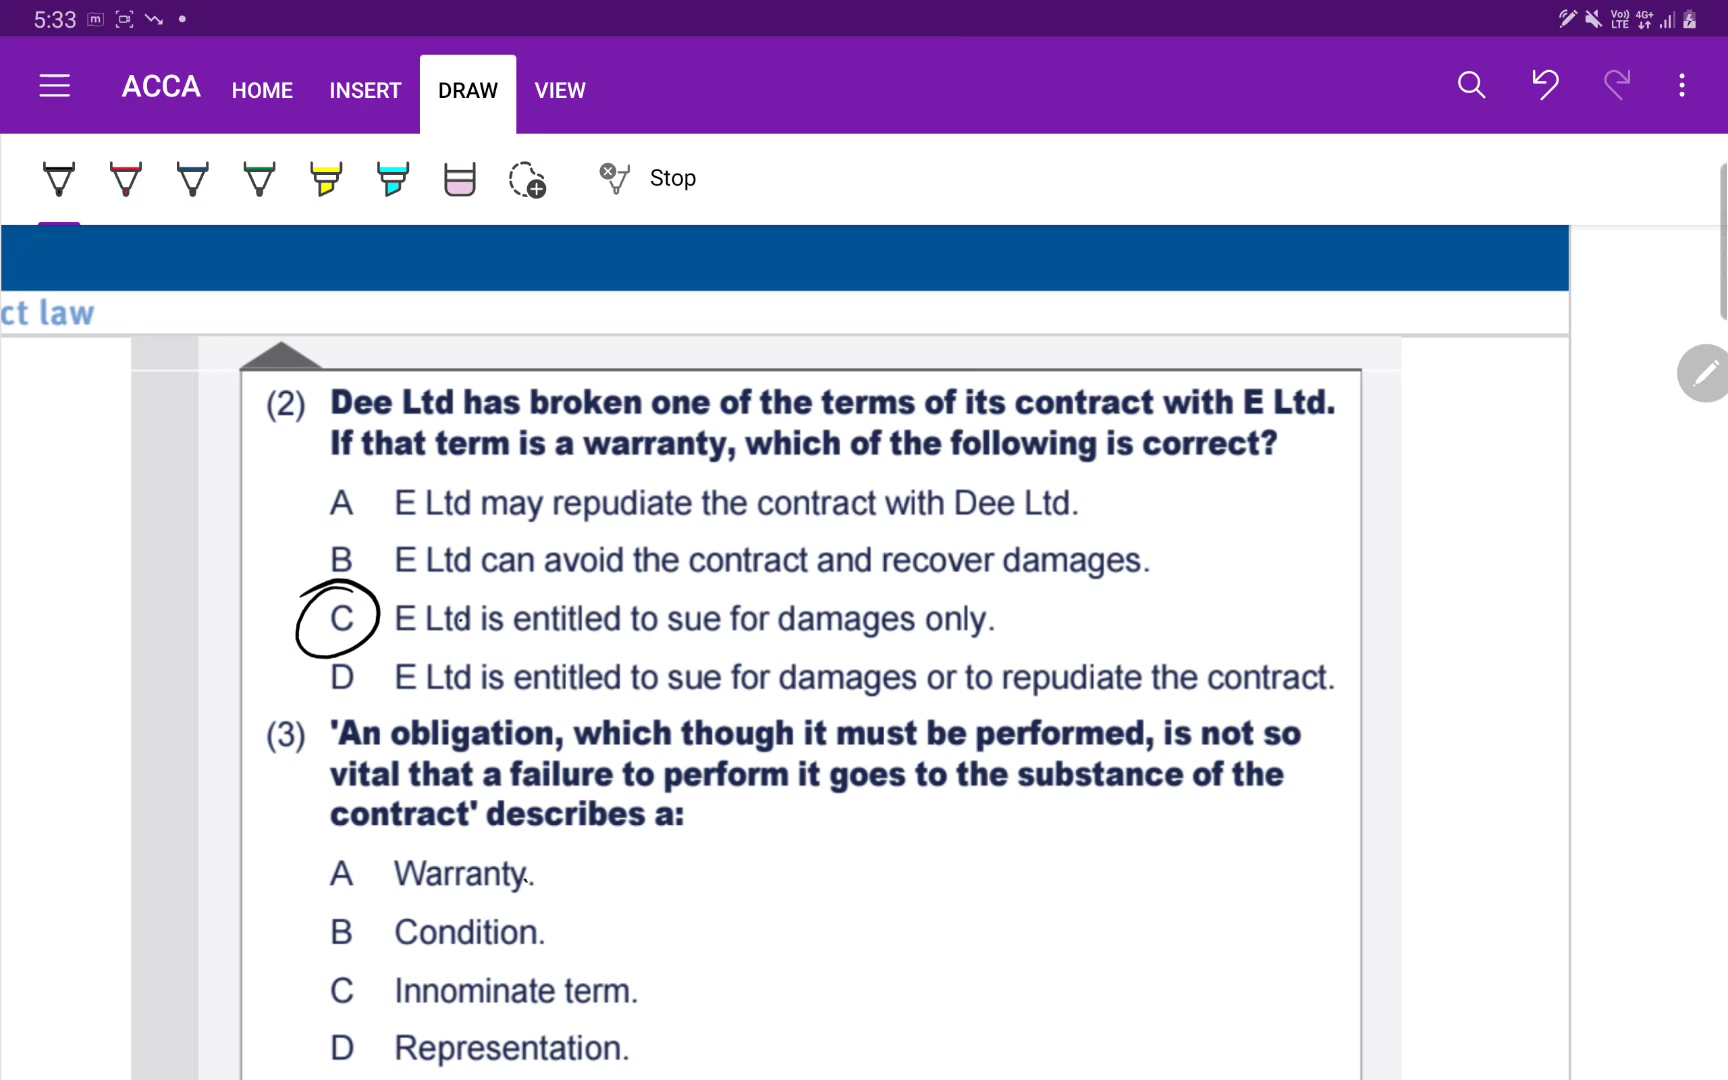 5:33
Vo)) LTE 4G+
ACCA HOME INSERT DRAW VIEW
Stop
ct law
(2) Dee Ltd has broken one of the terms of its contract with E Ltd.
If that term is a warranty, which of the following is correct?
A E Ltd may repudiate the contract with Dee Ltd.
B E Ltd can avoid the contract and recover damages.
C E Ltd is entitled to sue for damages only.
D E Ltd is entitled to sue for damages or to repudiate the contract.
(3) 'An obligation, which though it must be performed, is not so
vital that a failure to perform it goes to the substance of the
contract' describes a:
A Warranty.
B Condition.
C Innominate term.
D Representation.